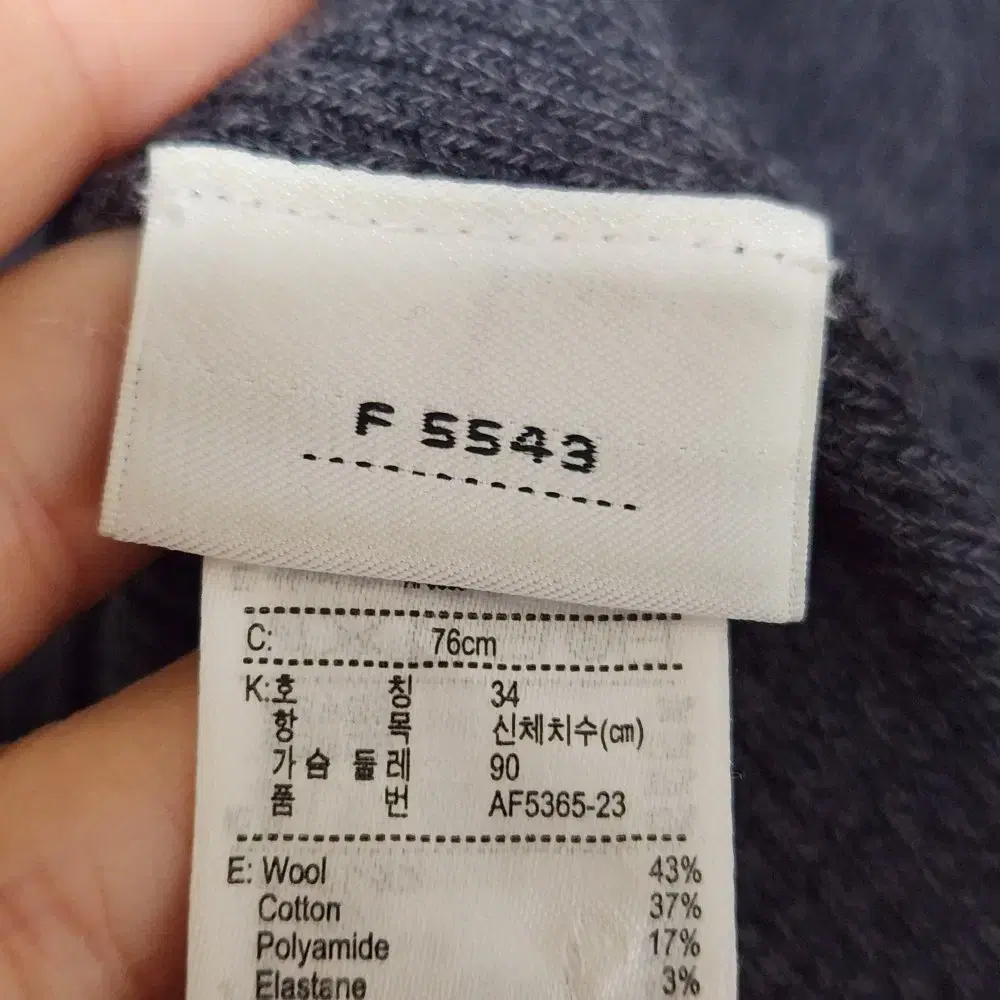 F 5543
C: 76cm
K:호 칭 34
항 목 신체치수(㎝)
가슴 둘레 90
품 번 AF5365-23
E: Wool 43%
Cotton 37%
Polyamide 17%
Elastane 3%